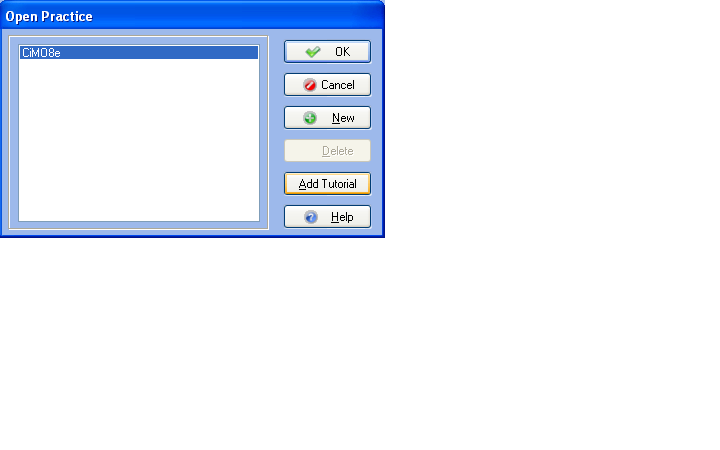 Open Practice
CiMO8e
OK
Cancel
New
Delete
Add Tutorial
Help